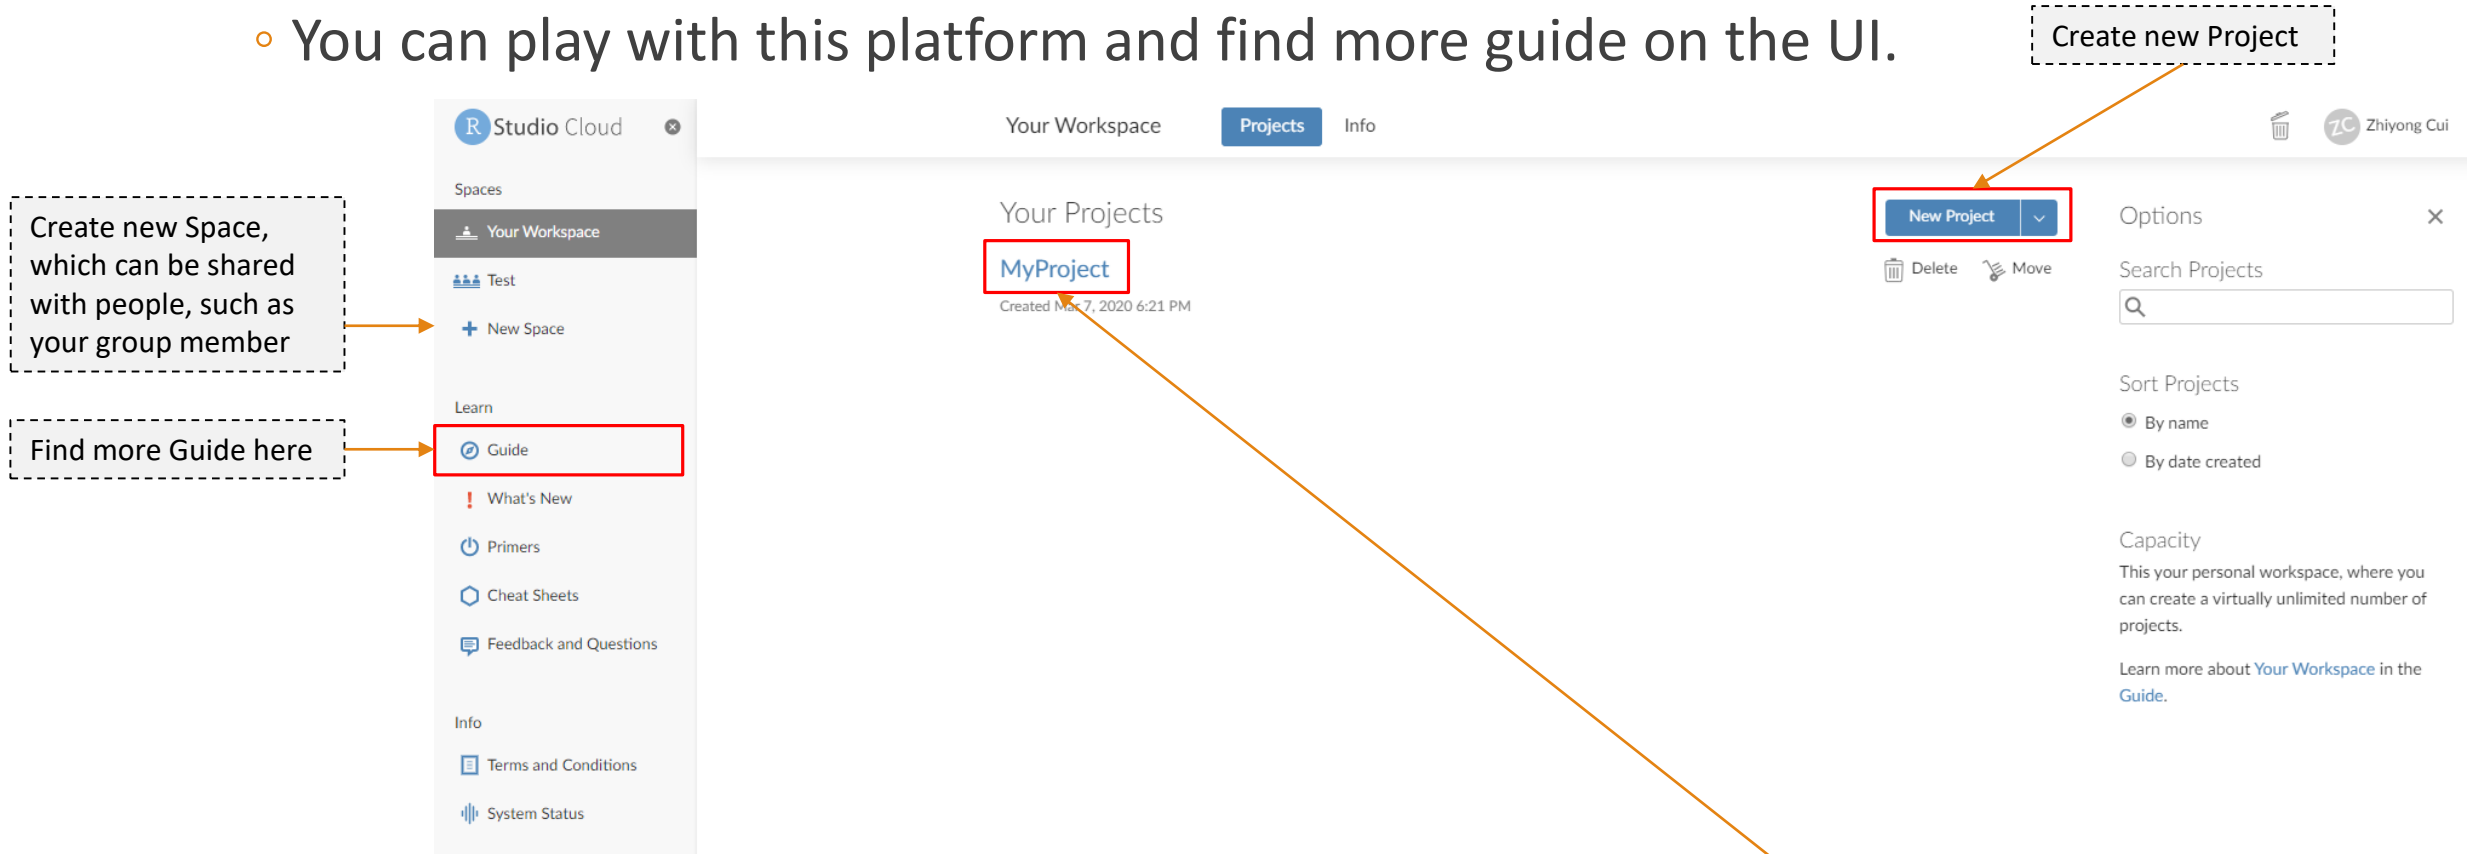 ◦ You can play with this platform and find more guide on the UI.
Create new Project
R Studio Cloud
Your Workspace
Projects
Info
ZC Zhiyong Cui
Spaces
Your Workspace
Test
New Space
Create new Space,
which can be shared
with people, such as
your group member
Learn
Find more Guide here
Guide
What's New
Primers
Cheat Sheets
Feedback and Questions
Info
Terms and Conditions
System Status
Your Projects
MyProject
Created Mar 7, 2020 6:21 PM
New Project
Delete
Move
Options
Search Projects
Sort Projects
By name
By date created
Capacity
This your personal workspace, where you
can create a virtually unlimited number of
projects.
Learn more about Your Workspace in the
Guide.